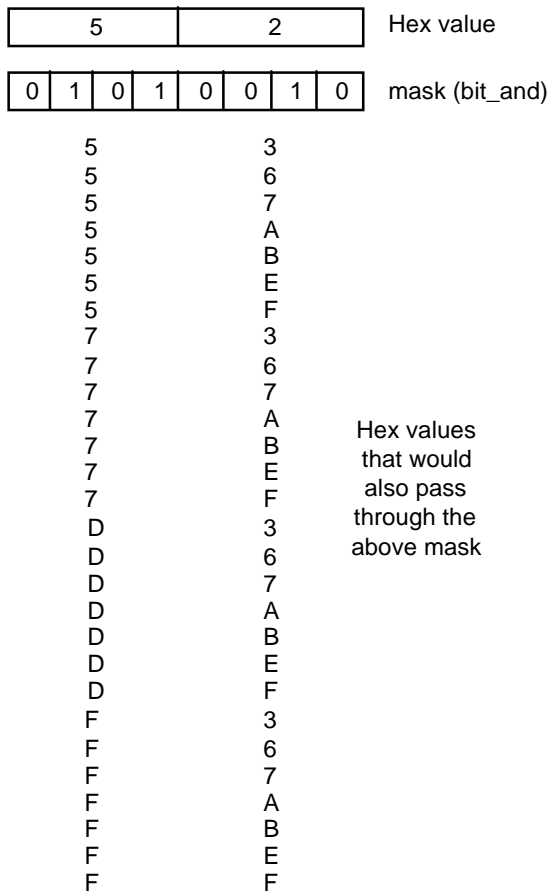 5 2 Hex value
0 1 0 1 0 0 1 0 mask (bit_and)
5 3
5 6
5 7
5 A
5 B
5 E
5 F
7 3
7 6
7 7
7 A
7 B
7 E
7 F
D 3
D 6
D 7
D A
D B
D E
D F
F 3
F 6
F 7
F A
F B
F E
F F
Hex values
that would
also pass
through the
above mask